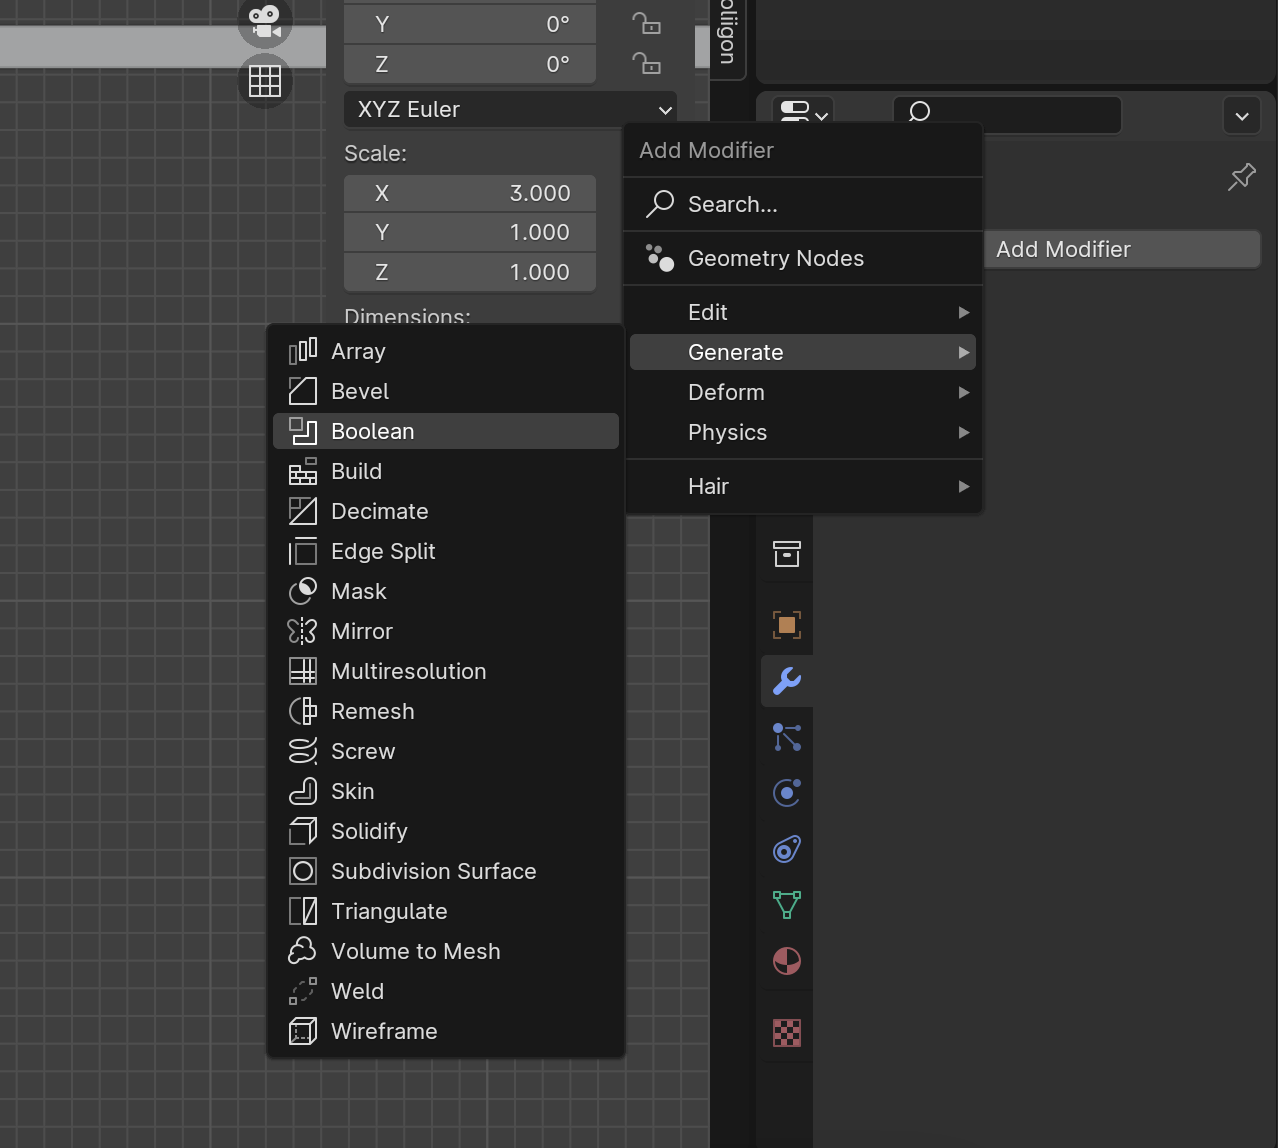 Y 0°
Z 0°
XYZ Euler
Scale:
X 3.000
Y 1.000
Z 1.000
Dimensions:
Array
Bevel
Boolean
Build
Decimate
Edge Split
Mask
Mirror
Multiresolution
Remesh
Screw
Skin
Solidify
Subdivision Surface
Triangulate
Volume to Mesh
Weld
Wireframe
Add Modifier
Search...
Geometry Nodes
Edit
Generate
Deform
Physics
Hair
Add Modifier